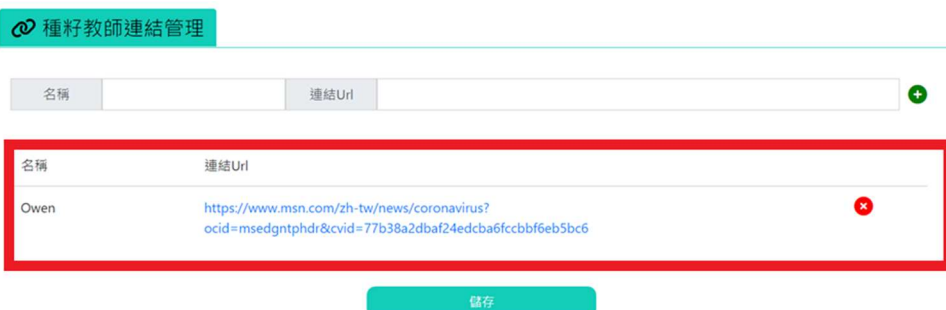 種籽教師連結管理
名稱 連結Url
名稱 連結Url
Owen https://www.msn.com/zh-tw/news/coronavirus?
ocid=msedgntphdr&cvid=77b38a2dbaf24edcba6fccbbf6eb5bc6
儲存